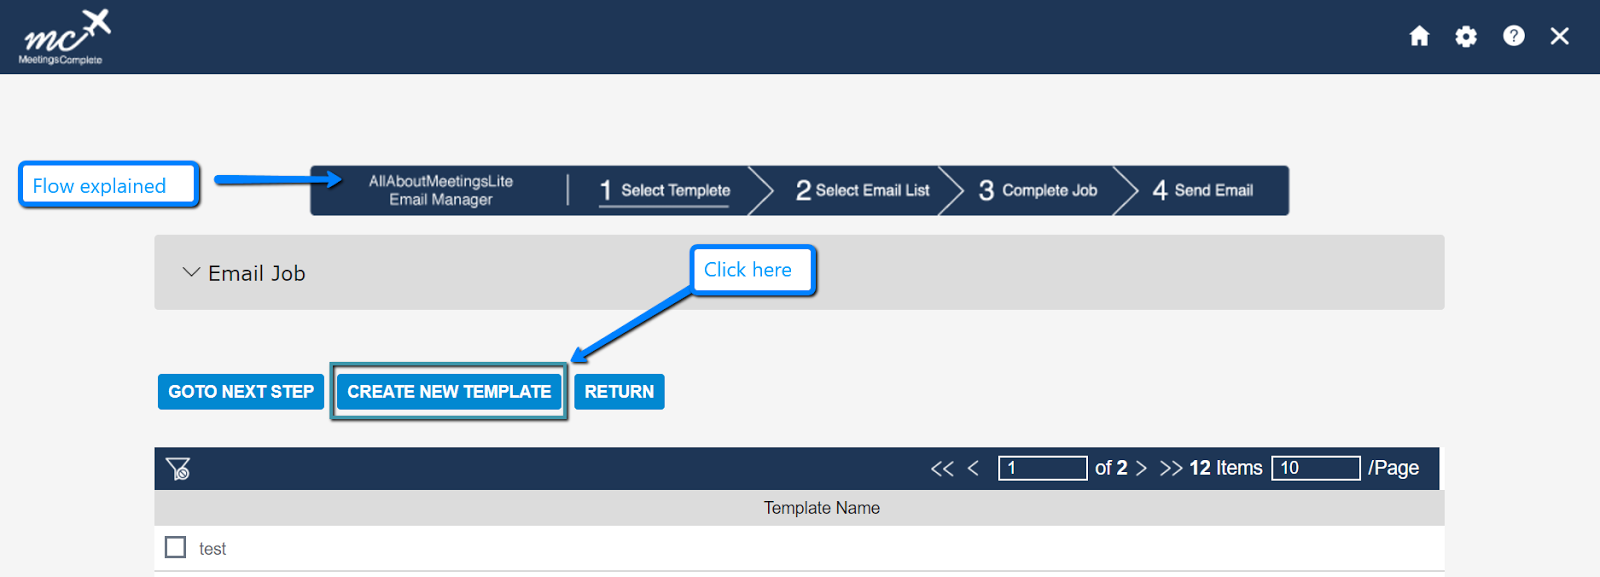 mc
MeetingsComplete
?
Flow explained
AllAboutMeetingsLite
Email Manager
1 Select Templete
2 Select Email List
3 Complete Job
4 Send Email
Click here
Email Job
GOTO NEXT STEP
CREATE NEW TEMPLATE
RETURN
<< < 1 of 2 > >> 12 Items 10 /Page
Template Name
test